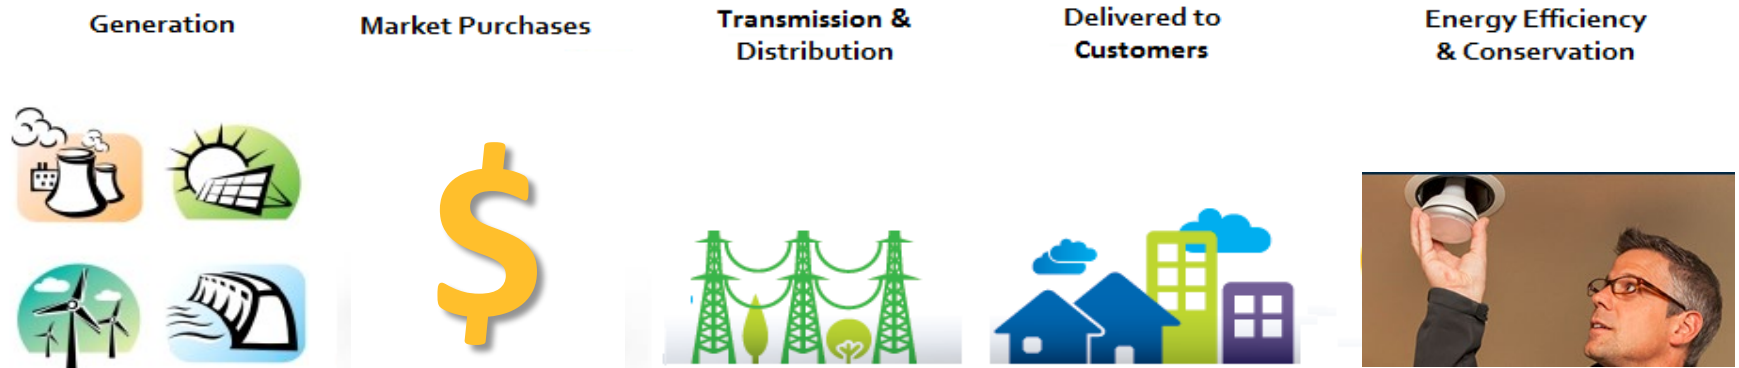 Generation
Market Purchases
Transmission &
Distribution
Delivered to
Customers
Energy Efficiency
& Conservation
$